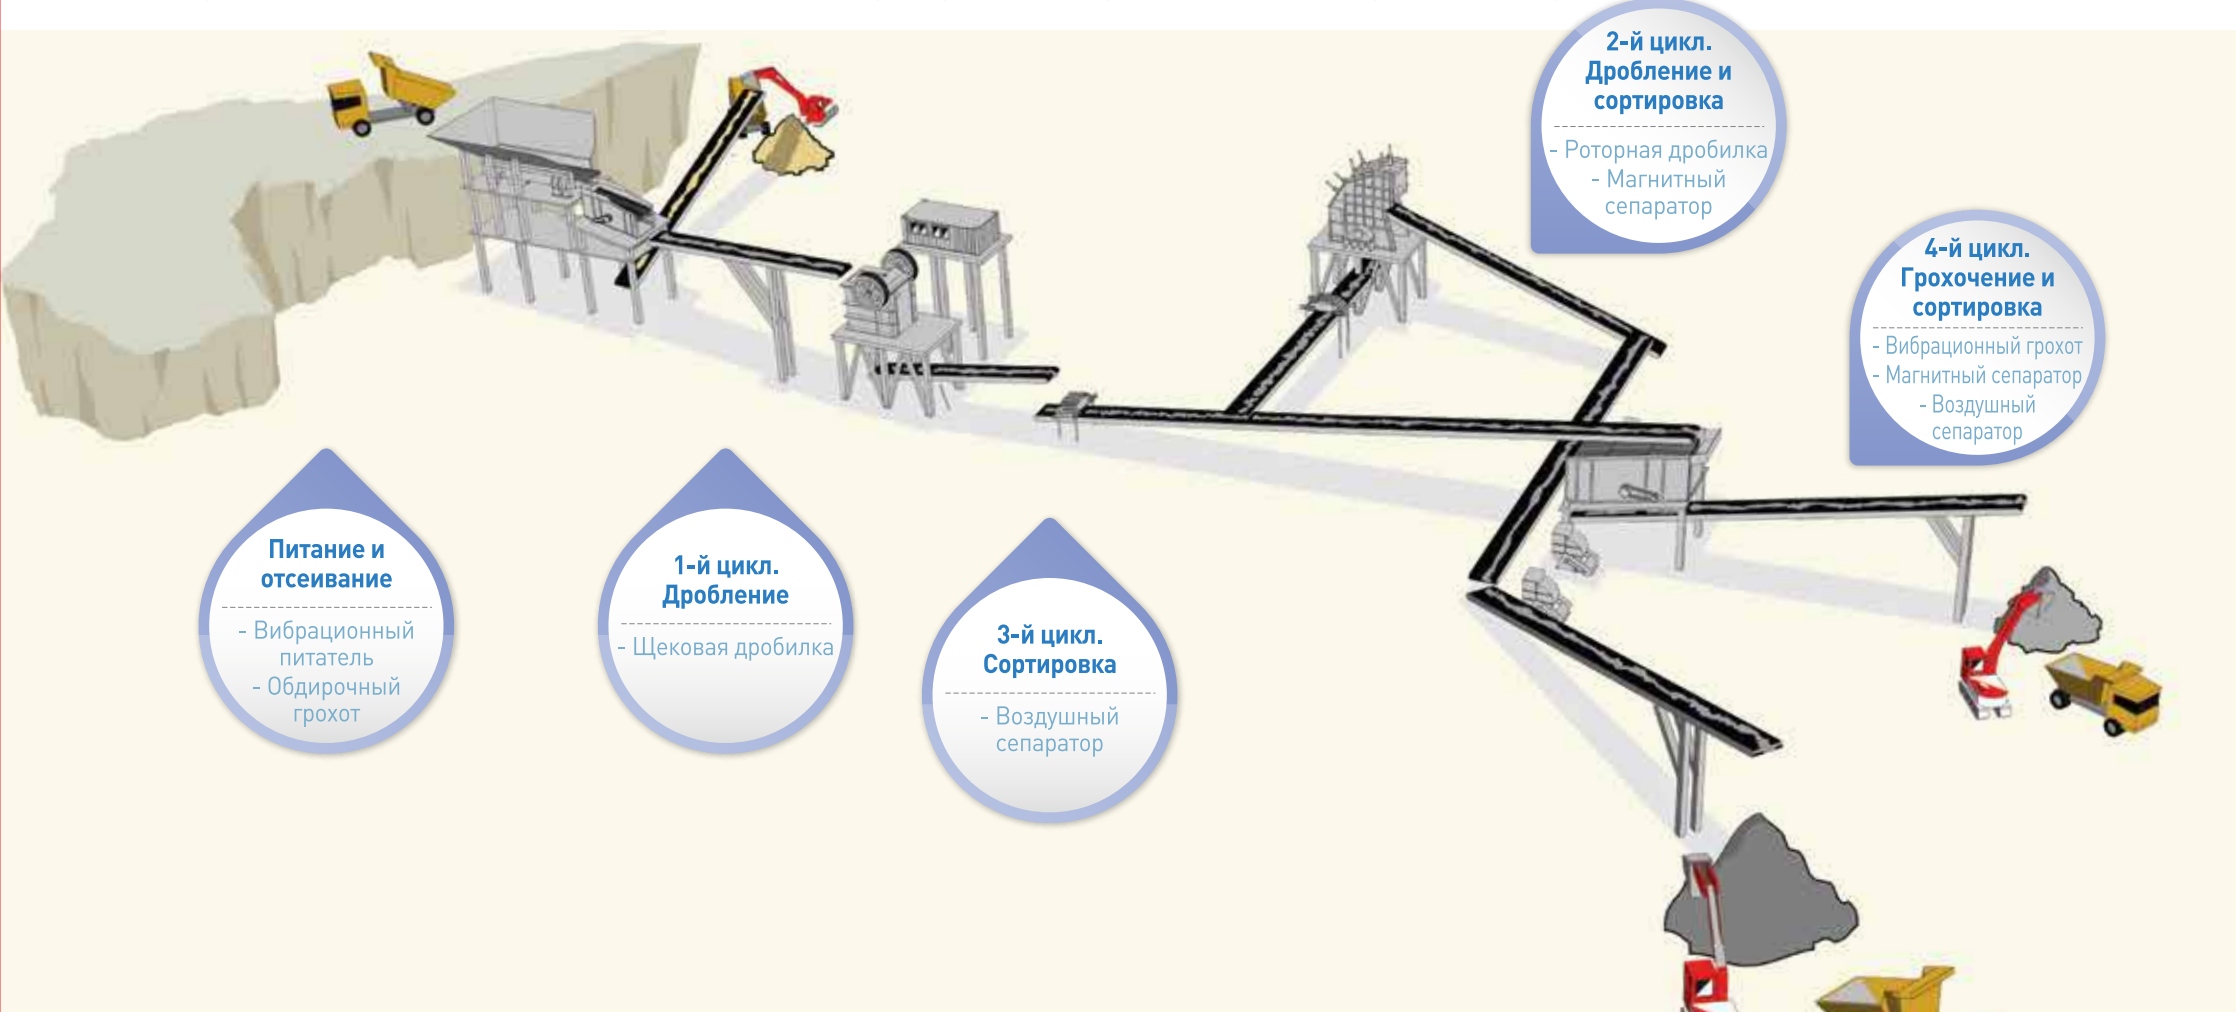 2-й цикл.
Дробление и
сортировка
- Роторная дробилка
- Магнитный
сепаратор
4-й цикл.
Грохочение и
сортировка
- Вибрационный грохот
- Магнитный сепаратор
- Воздушный
сепаратор
Питание и
отсеивание
- Вибрационный
питатель
- Обдирочный
грохот
1-й цикл.
Дробление
- Щековая дробилка
3-й цикл.
Сортировка
- Воздушный
сепаратор